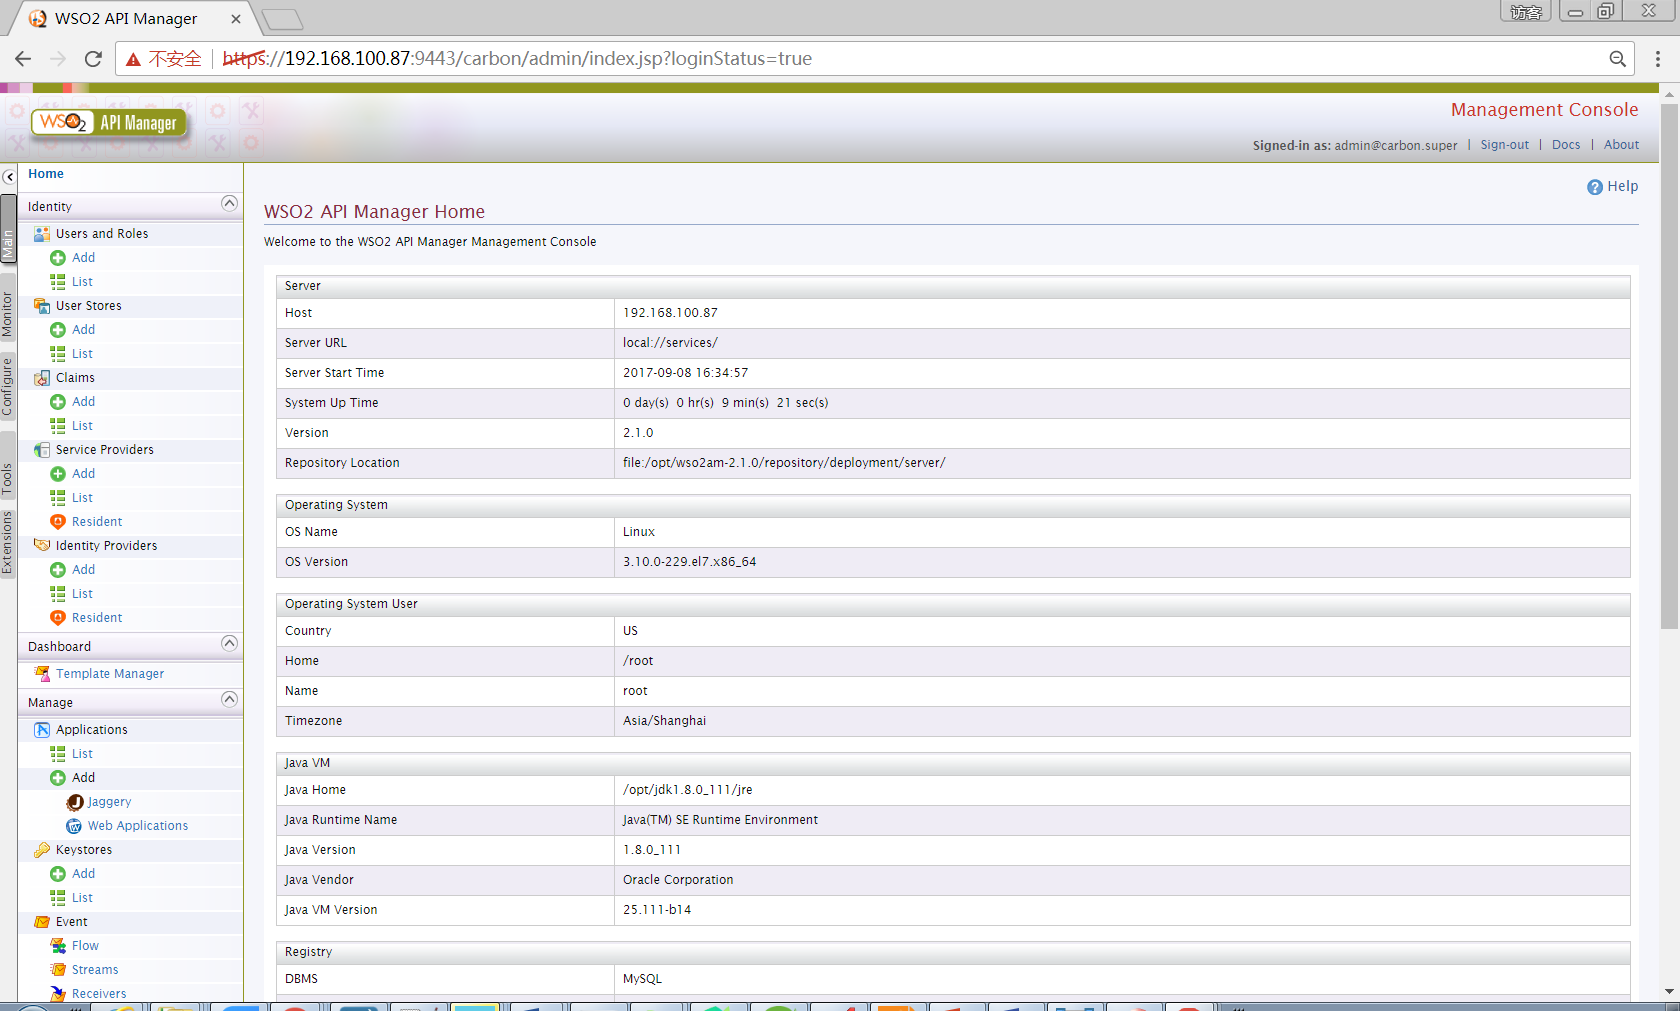 WSO2 API Manager
访客
不安全 https://192.168.100.87:9443/carbon/admin/index.jsp?loginStatus=true
WSO2 API Manager
Management Console
Signed-in as: admin@carbon.super | Sign-out | Docs | About
Main
Monitor
Configure
Tools
Extensions
Home
Identity
Users and Roles
Add
List
User Stores
Add
List
Claims
Add
List
Service Providers
Add
List
Resident
Identity Providers
Add
List
Resident
Dashboard
Template Manager
Manage
Applications
List
Add
Jaggery
Web Applications
Keystores
Add
List
Event
Flow
Streams
Receivers
Help
WSO2 API Manager Home
Welcome to the WSO2 API Manager Management Console
Server
Host 192.168.100.87
Server URL local://services/
Server Start Time 2017-09-08 16:34:57
System Up Time 0 day(s) 0 hr(s) 9 min(s) 21 sec(s)
Version 2.1.0
Repository Location file:/opt/wso2am-2.1.0/repository/deployment/server/
Operating System
OS Name Linux
OS Version 3.10.0-229.el7.x86_64
Operating System User
Country US
Home /root
Name root
Timezone Asia/Shanghai
Java VM
Java Home /opt/jdk1.8.0_111/jre
Java Runtime Name Java(TM) SE Runtime Environment
Java Version 1.8.0_111
Java Vendor Oracle Corporation
Java VM Version 25.111-b14
Registry
DBMS MySQL